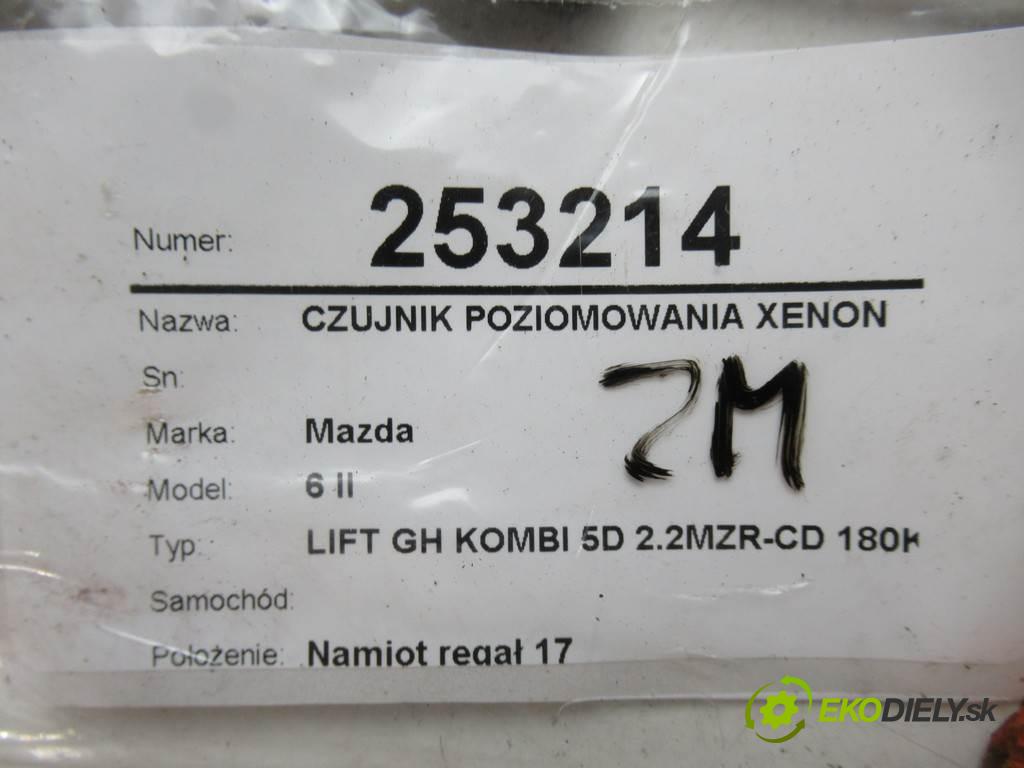 Numer: 253214
Nazwa: CZUJNIK POZIOMOWANIA XENON
Sn:
ZM
Marka: Mazda
Model: 6 II
Typ: LIFT GH KOMBI 5D 2.2MZR-CD 180K
Samochód:
Położenie: Namiot regał 17
EKODIELY.sk